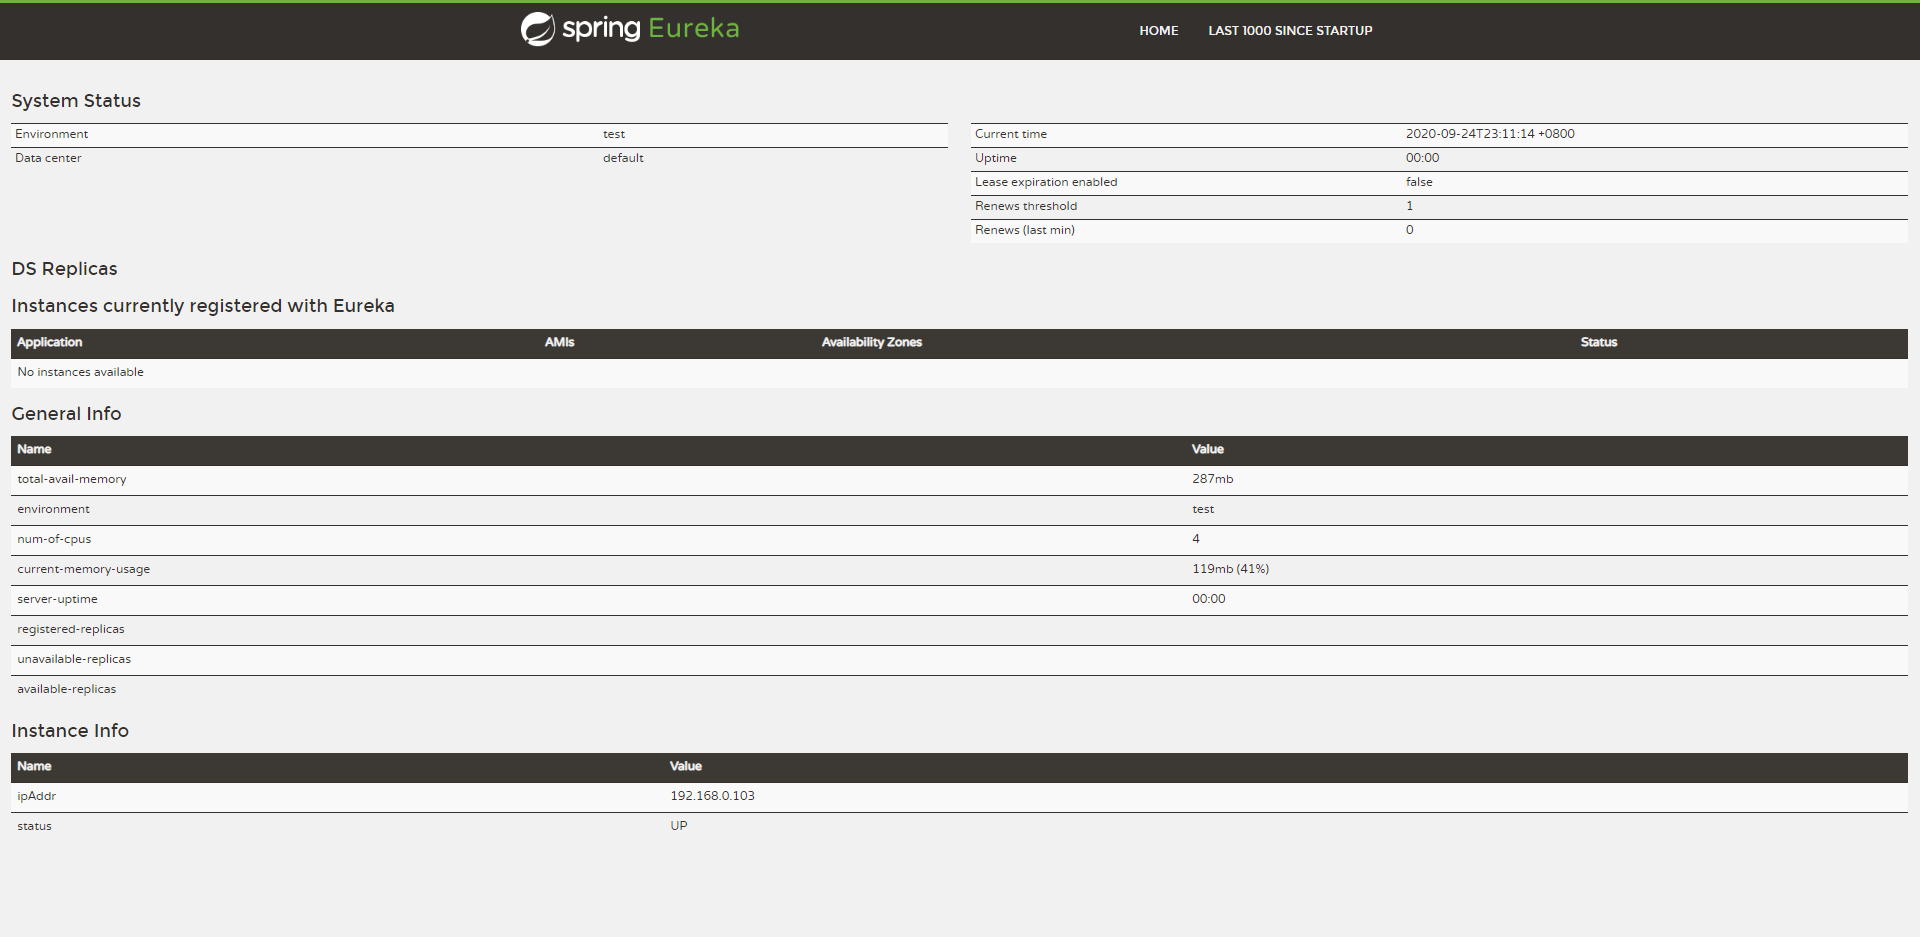 spring Eureka
HOME LAST 1000 SINCE STARTUP
System Status
Environment test
Data center default
Current time 2020-09-24T23:11:14 +0800
Uptime 00:00
Lease expiration enabled false
Renews threshold 1
Renews (last min) 0
DS Replicas
Instances currently registered with Eureka
Application AMIs Availability Zones Status
No instances available
General Info
Name Value
total-avail-memory 287mb
environment test
num-of-cpus 4
current-memory-usage 119mb (41%)
server-uptime 00:00
registered-replicas
unavailable-replicas
available-replicas
Instance Info
Name Value
ipAddr 192.168.0.103
status UP